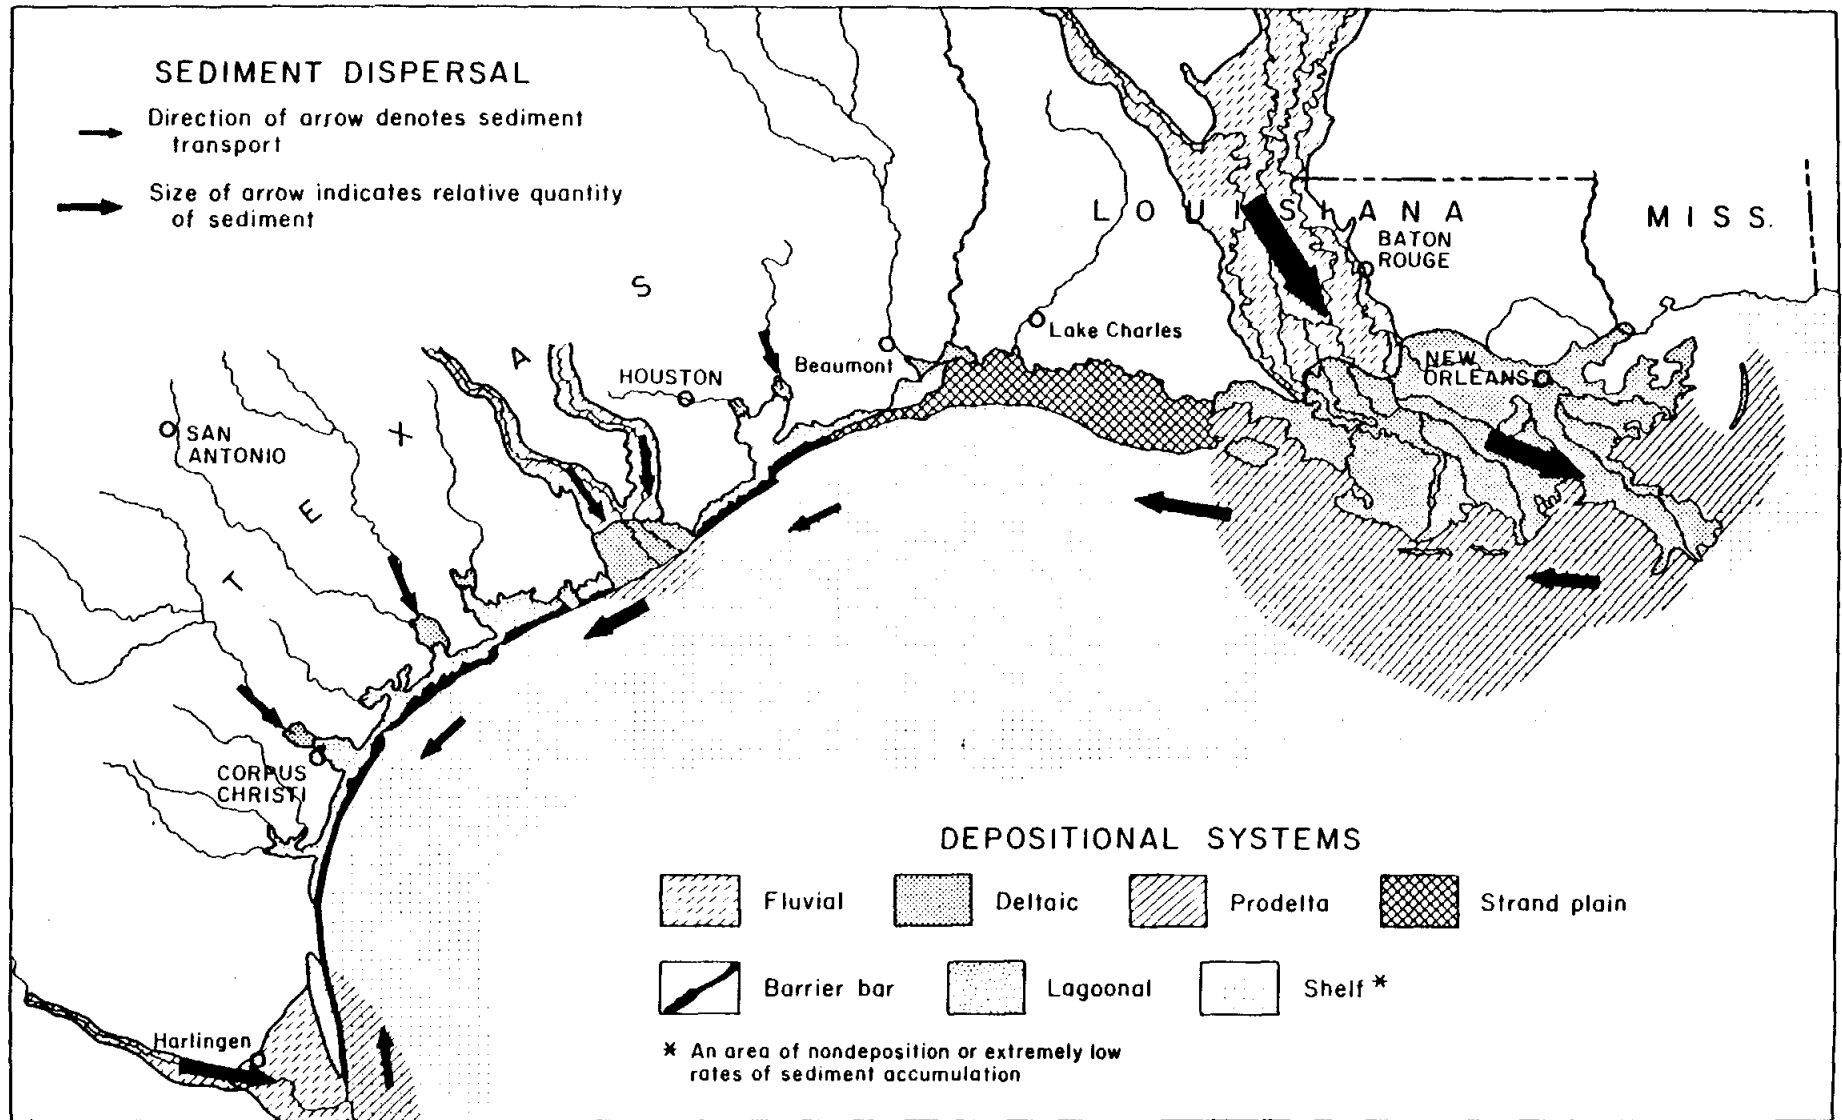 SEDIMENT DISPERSAL
Direction of arrow denotes sediment
transport
Size of arrow indicates relative quantity
of sediment
LOUISIANA
MISS.
BATON
ROUGE
Lake Charles
Beaumont
NEW
ORLEANS
HOUSTON
TEXAS
SAN
ANTONIO
CORPUS
CHRISTI
Harlingen
DEPOSITIONAL SYSTEMS
Fluvial
Deltaic
Prodelta
Strand plain
Barrier bar
Lagoonal
Shelf *
* An area of nondeposition or extremely low
rates of sediment accumulation